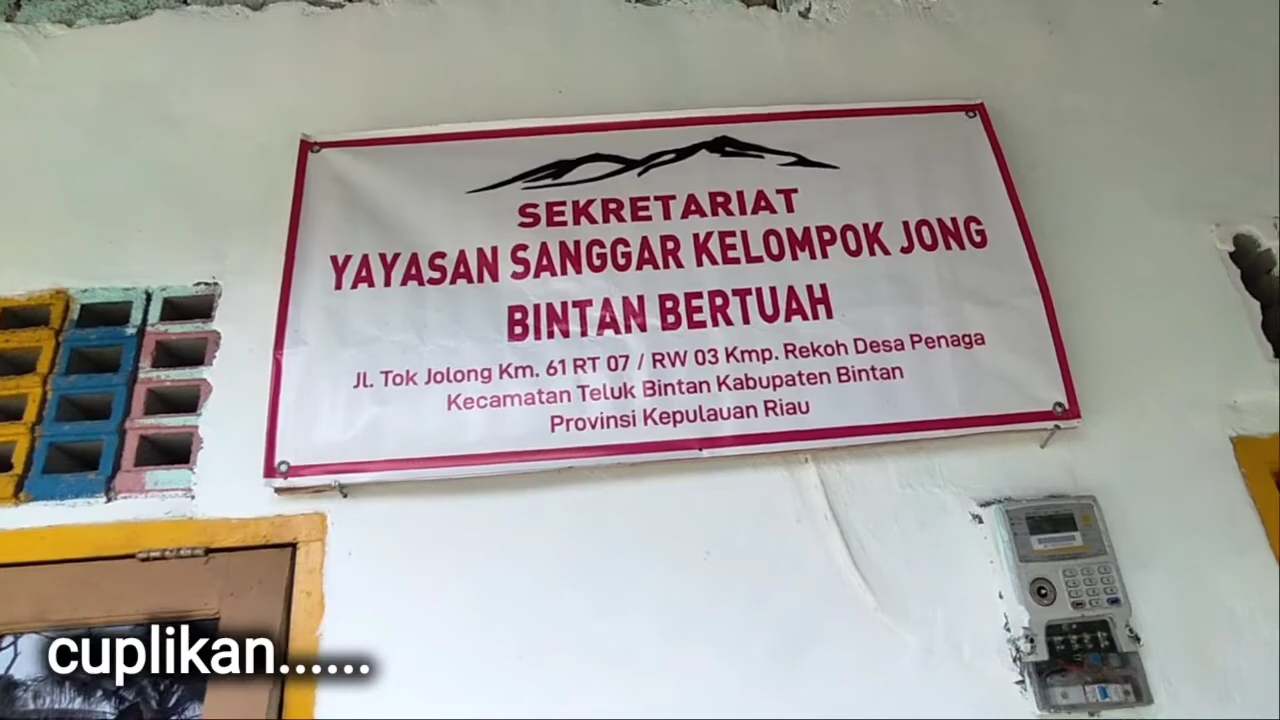 SEKRETARIAT
YAYASAN SANGGAR KELOMPOK JONG
BINTAN BERTUAH
Jl. Tok Jolong Km. 61 RT 07 / RW 03 Kmp. Rekoh Desa Penaga
Kecamatan Teluk Bintan Kabupaten Bintan
Provinsi Kepulauan Riau
cuplikan......